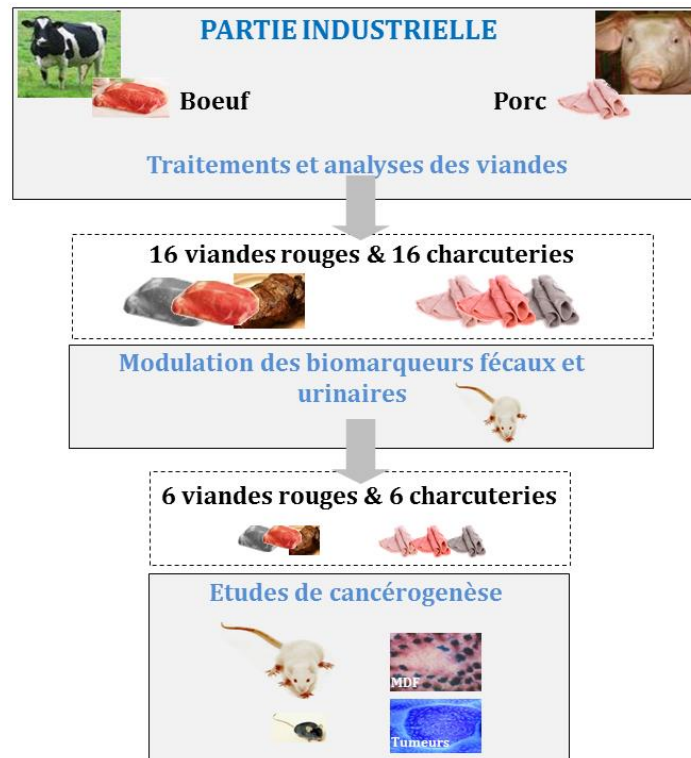 PARTIE INDUSTRIELLE
Boeuf
Porc
Traitements et analyses des viandes
16 viandes rouges & 16 charcuteries
Modulation des biomarqueurs fécaux et
urinaires
6 viandes rouges & 6 charcuteries
Etudes de cancérogenèse
MDF
Tumeurs